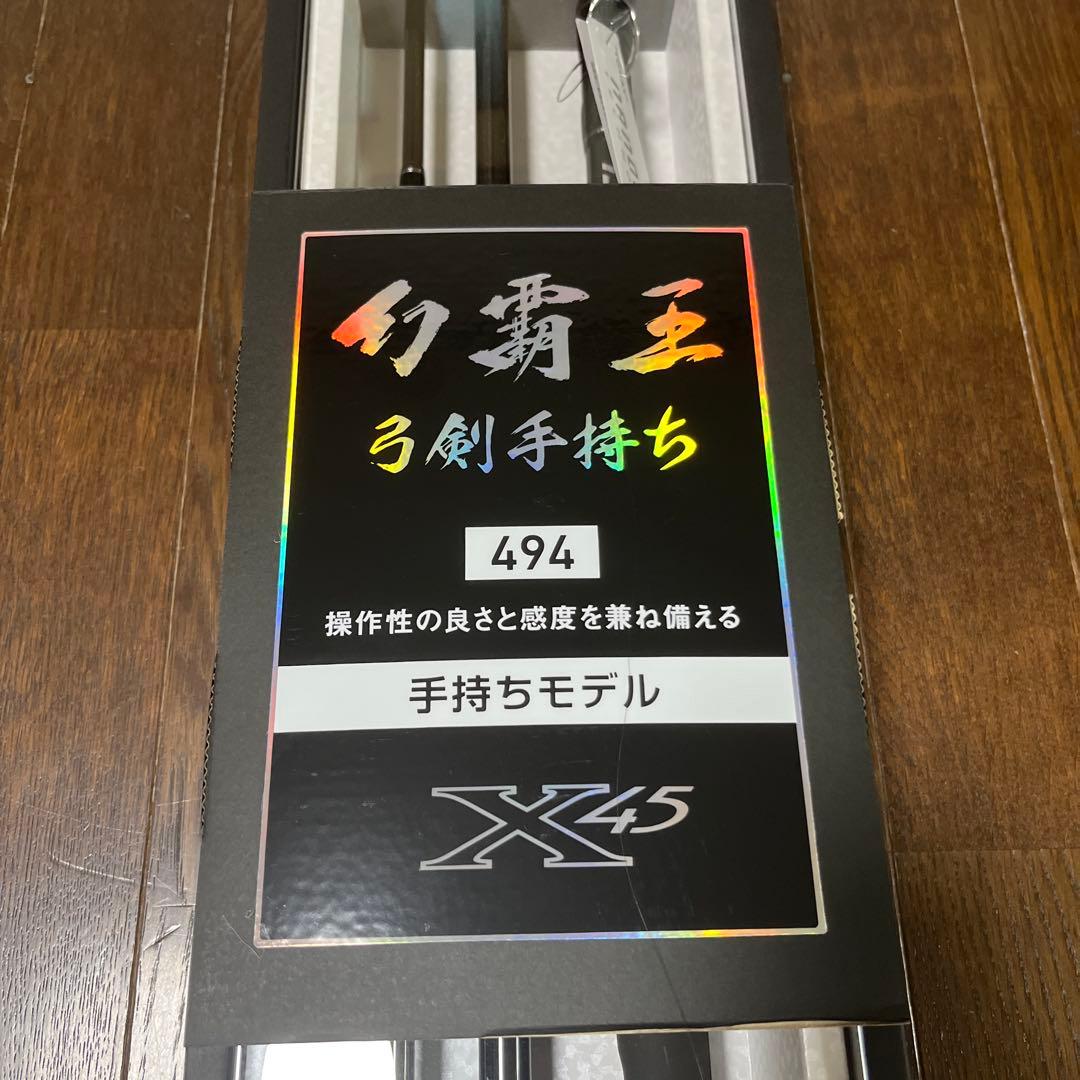 幻覇王
弓剣手持ち
494
操作性の良さと感度を兼ね備える
手持ちモデル
X45